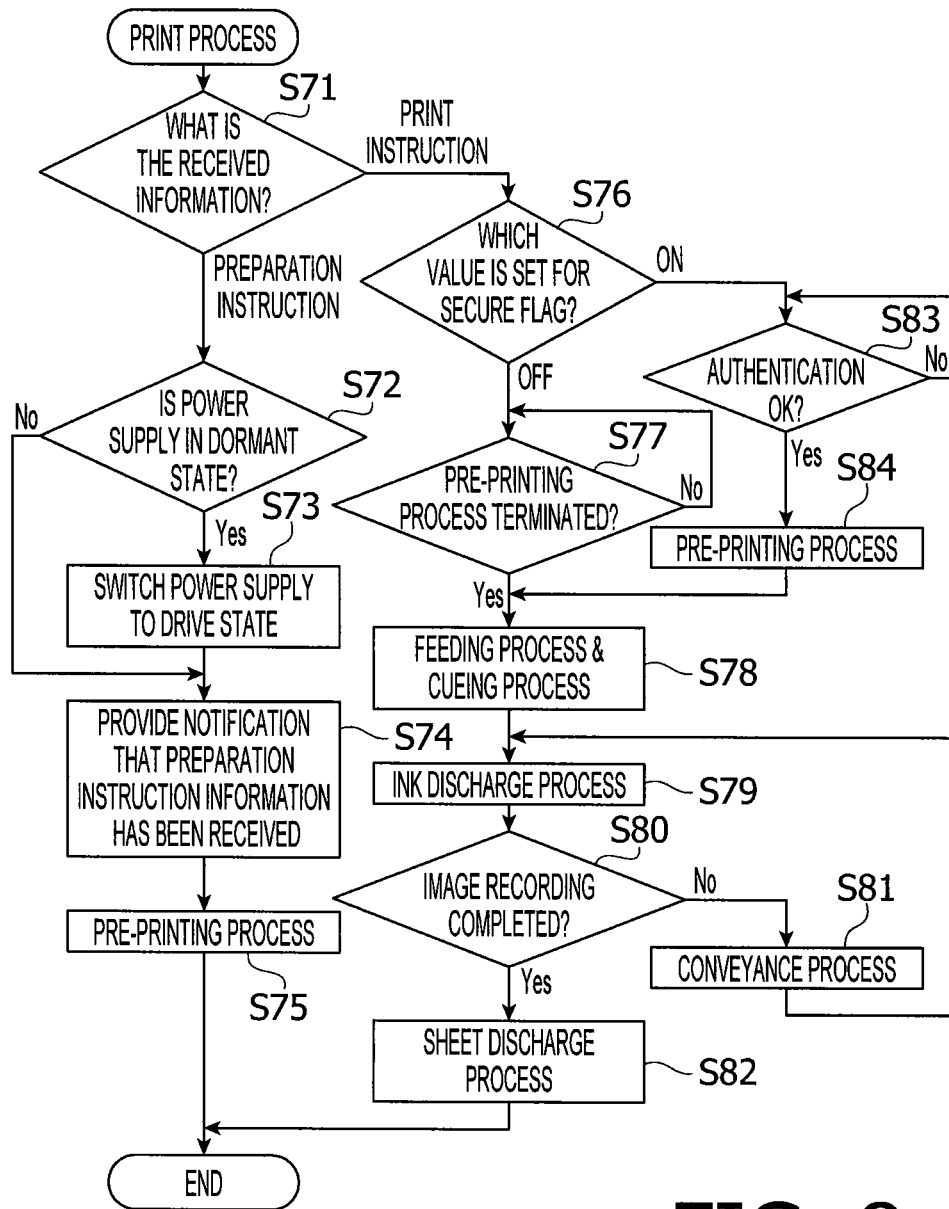 PRINT PROCESS
S71
WHAT IS
THE RECEIVED
INFORMATION?
PRINT
INSTRUCTION
PREPARATION
INSTRUCTION
S76
WHICH
VALUE IS SET FOR
SECURE FLAG?
ON
OFF
S83
AUTHENTICATION
OK?
No
Yes
S72
IS POWER
SUPPLY IN DORMANT
STATE?
No
Yes
S77
PRE-PRINTING
PROCESS TERMINATED?
No
Yes
S84
PRE-PRINTING PROCESS
S73
SWITCH POWER SUPPLY
TO DRIVE STATE
FEEDING PROCESS &
CUEING PROCESS
S78
S74
PROVIDE NOTIFICATION
THAT PREPARATION
INSTRUCTION INFORMATION
HAS BEEN RECEIVED
INK DISCHARGE PROCESS
S79
S80
IMAGE RECORDING
COMPLETED?
No
Yes
S81
CONVEYANCE PROCESS
PRE-PRINTING PROCESS
S75
SHEET DISCHARGE
PROCESS
S82
END